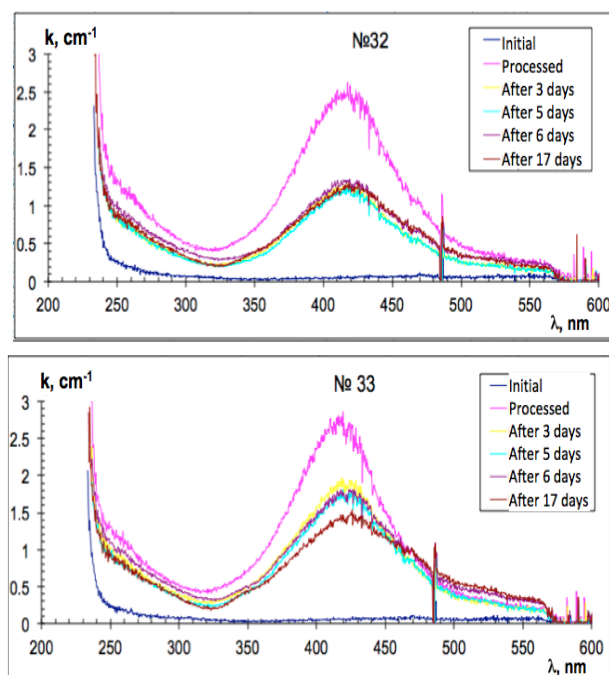 k, cm-1
№32
Initial
Processed
After 3 days
After 5 days
After 6 days
After 17 days
3
2.5
2
1.5
1
0.5
0
200 250 300 350 400 450 500 550 600
λ, nm
k, cm-1
№ 33
Initial
Processed
After 3 days
After 5 days
After 6 days
After 17 days
3
2.5
2
1.5
1
0.5
0
200 250 300 350 400 450 500 550 600
λ, nm